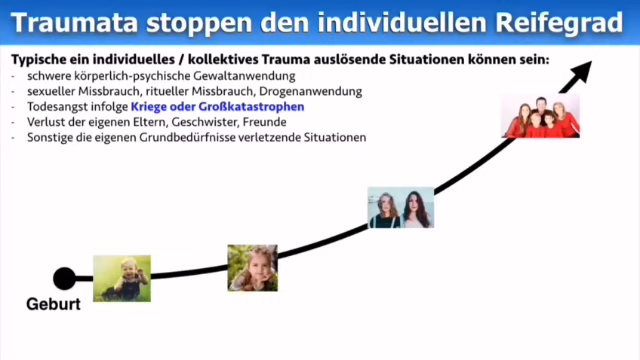 Traumata stoppen den individuellen Reifegrad
Typische ein individuelles / kollektives Trauma auslösende Situationen können sein:
- schwere körperlich-psychische Gewaltanwendung
- sexueller Missbrauch, ritueller Missbrauch, Drogenanwendung
- Todesangst infolge Kriege oder Großkatastrophen
- Verlust der eigenen Eltern, Geschwister, Freunde
- Sonstige die eigenen Grundbedürfnisse verletzende Situationen
Geburt